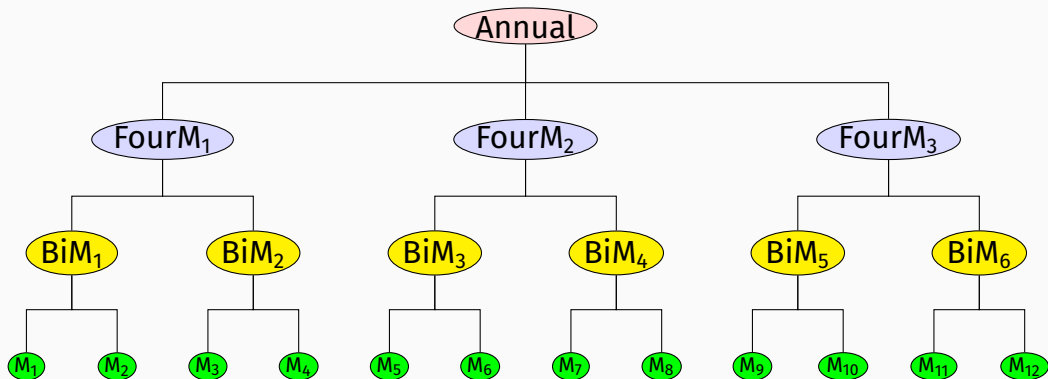 Annual
FourM₁ FourM₂ FourM₃
BiM₁ BiM₂ BiM₃ BiM₄ BiM₅ BiM₆
M₁ M₂ M₃ M₄ M₅ M₆ M₇ M₈ M₉ M₁₀ M₁₁ M₁₂